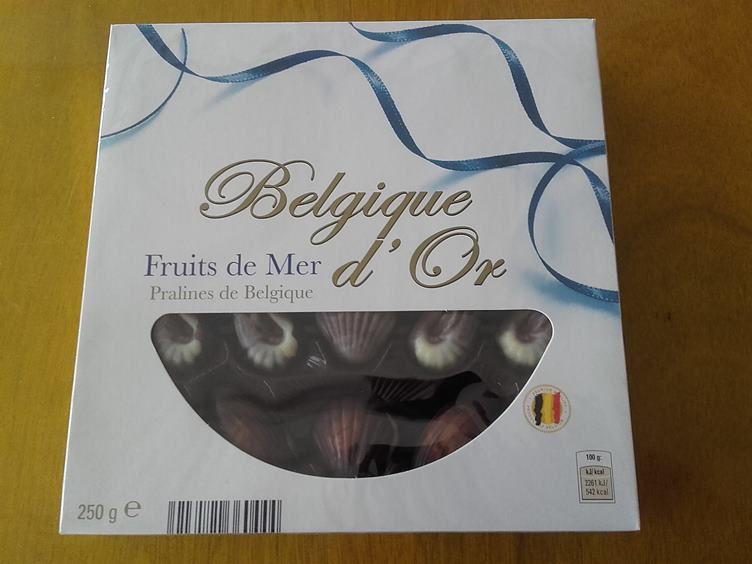 Belgique
d'Or
Fruits de Mer
Pralines de Belgique
250 g e
100 g:
kJ/kcal
2261 kJ/
542 kcal